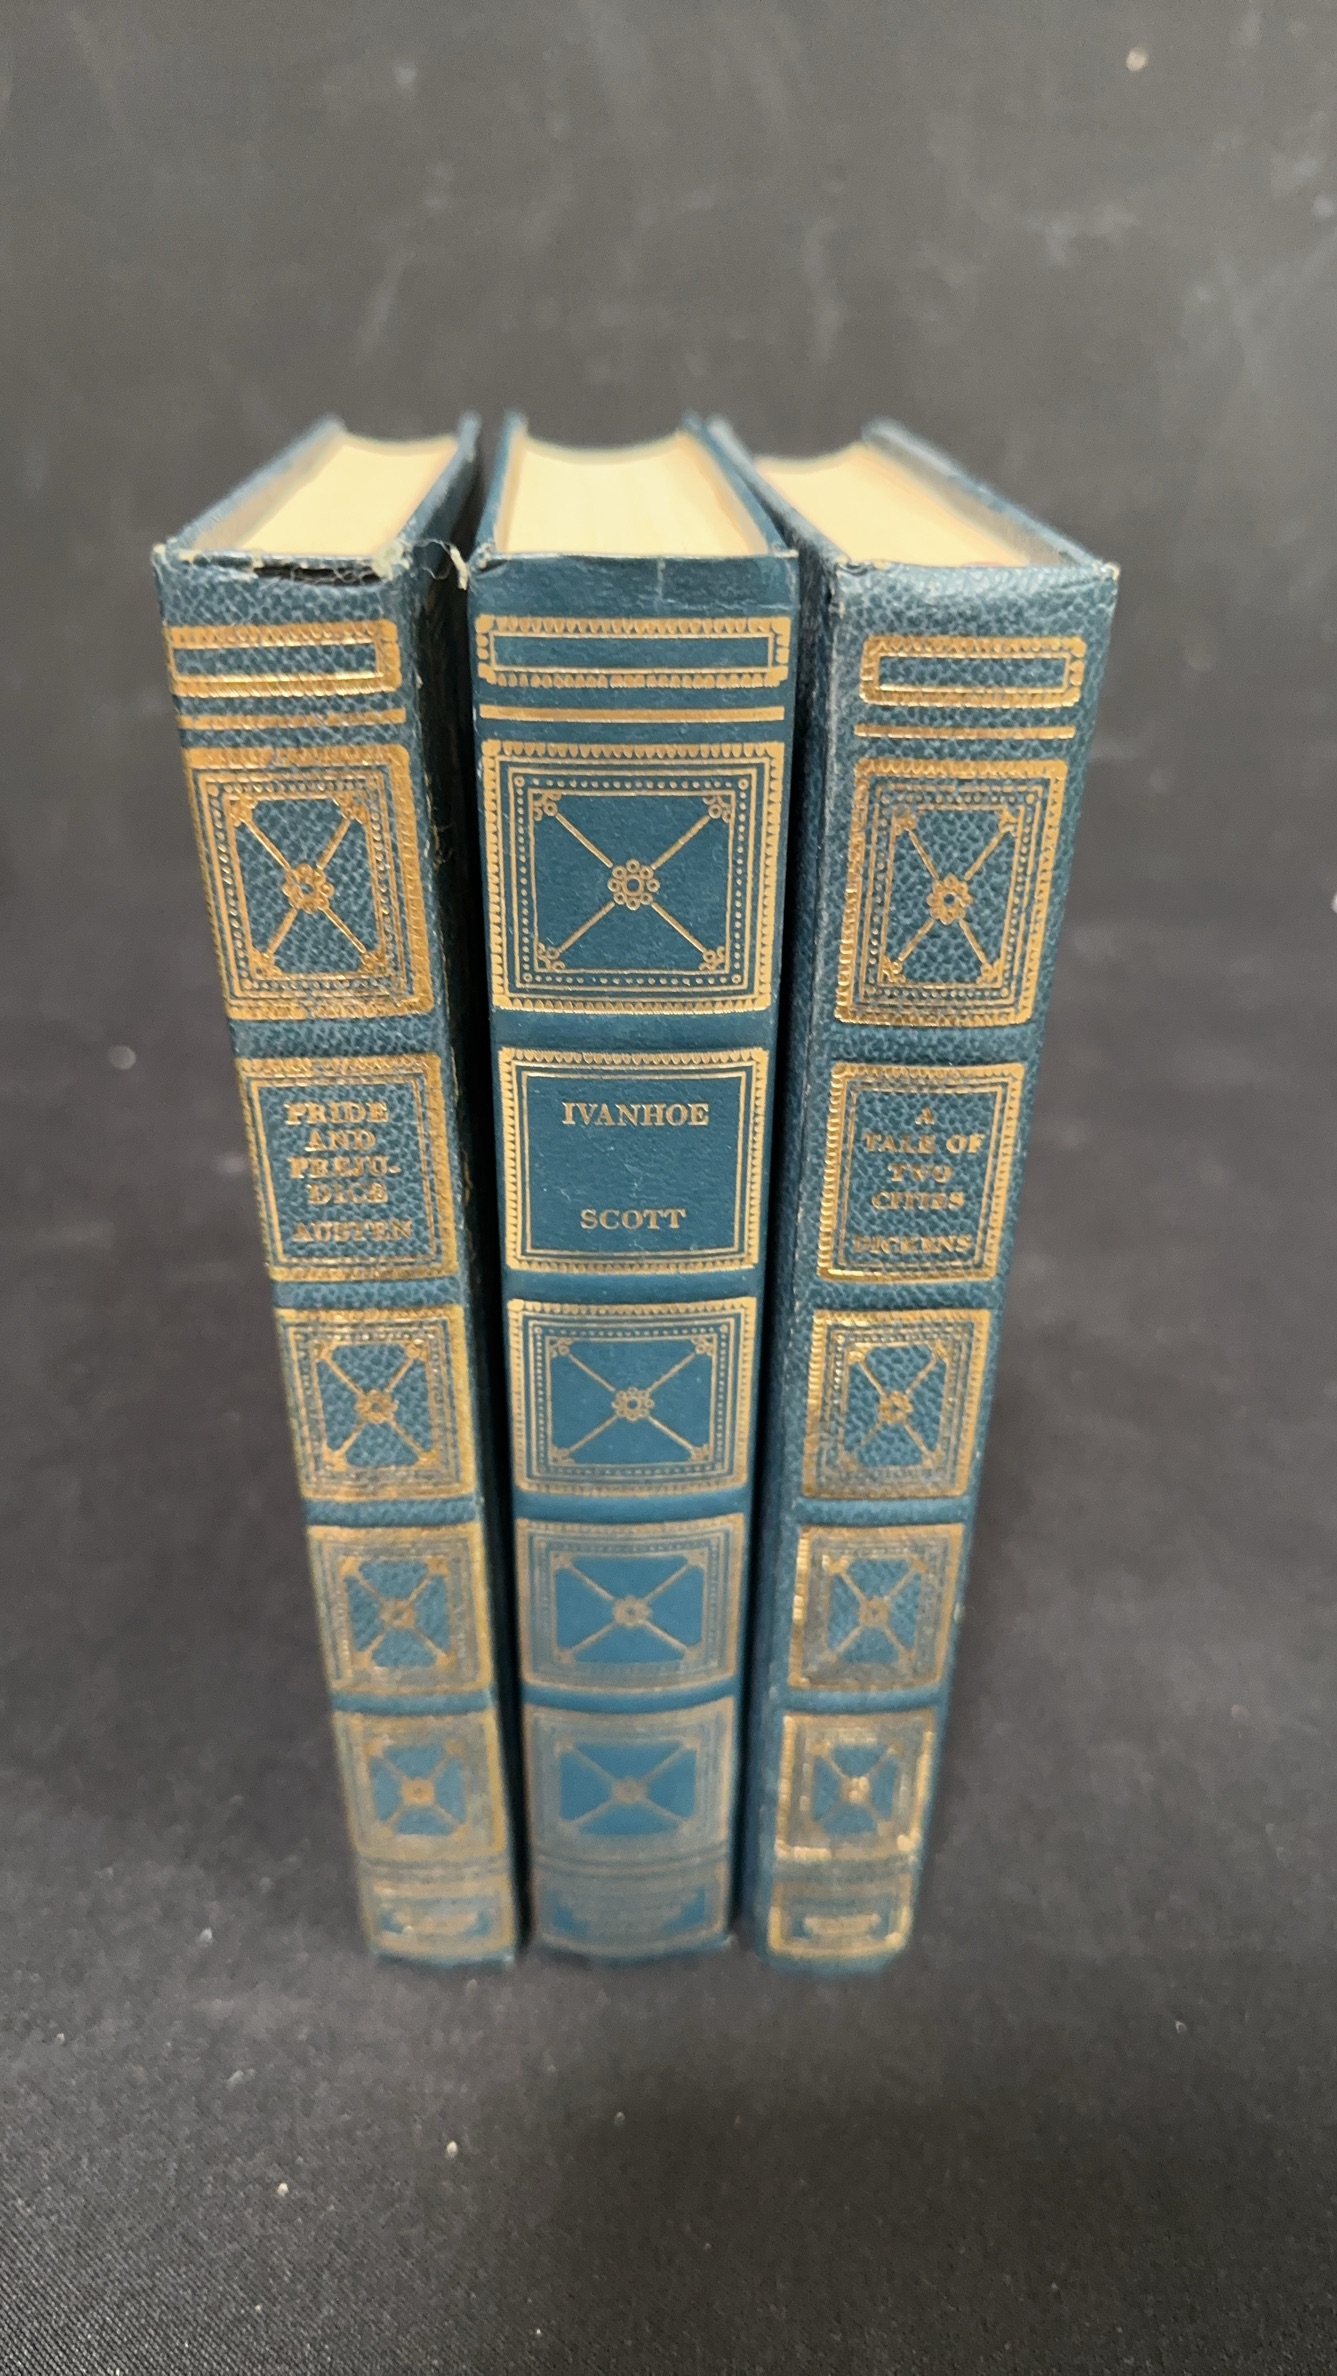 PRIDE
AND
PREJU-
DICE
AUSTEN
IVANHOE
SCOTT
A
TALE OF
TWO
CITIES
DICKENS